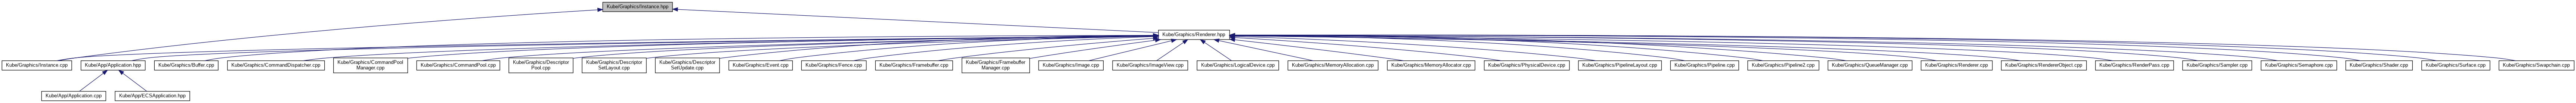 Kube/Graphics/Instance.hpp
Kube/Graphics/Renderer.hpp
Kube/Graphics/Instance.cpp
Kube/App/Application.hpp
Kube/Graphics/Buffer.cpp
Kube/Graphics/CommandDispatcher.cpp
Kube/Graphics/CommandPool
Manager.cpp
Kube/Graphics/CommandPool.cpp
Kube/Graphics/Descriptor
Pool.cpp
Kube/Graphics/Descriptor
SetLayout.cpp
Kube/Graphics/Descriptor
SetUpdate.cpp
Kube/Graphics/Event.cpp
Kube/Graphics/Fence.cpp
Kube/Graphics/Framebuffer.cpp
Kube/Graphics/Framebuffer
Manager.cpp
Kube/Graphics/Image.cpp
Kube/Graphics/ImageView.cpp
Kube/Graphics/LogicalDevice.cpp
Kube/Graphics/MemoryAllocation.cpp
Kube/Graphics/MemoryAllocator.cpp
Kube/Graphics/PhysicalDevice.cpp
Kube/Graphics/PipelineLayout.cpp
Kube/Graphics/Pipeline.cpp
Kube/Graphics/Pipeline2.cpp
Kube/Graphics/QueueManager.cpp
Kube/Graphics/Renderer.cpp
Kube/Graphics/RendererObject.cpp
Kube/Graphics/RenderPass.cpp
Kube/Graphics/Sampler.cpp
Kube/Graphics/Semaphore.cpp
Kube/Graphics/Shader.cpp
Kube/Graphics/Surface.cpp
Kube/Graphics/Swapchain.cpp
Kube/App/Application.cpp
Kube/App/ECSApplication.hpp